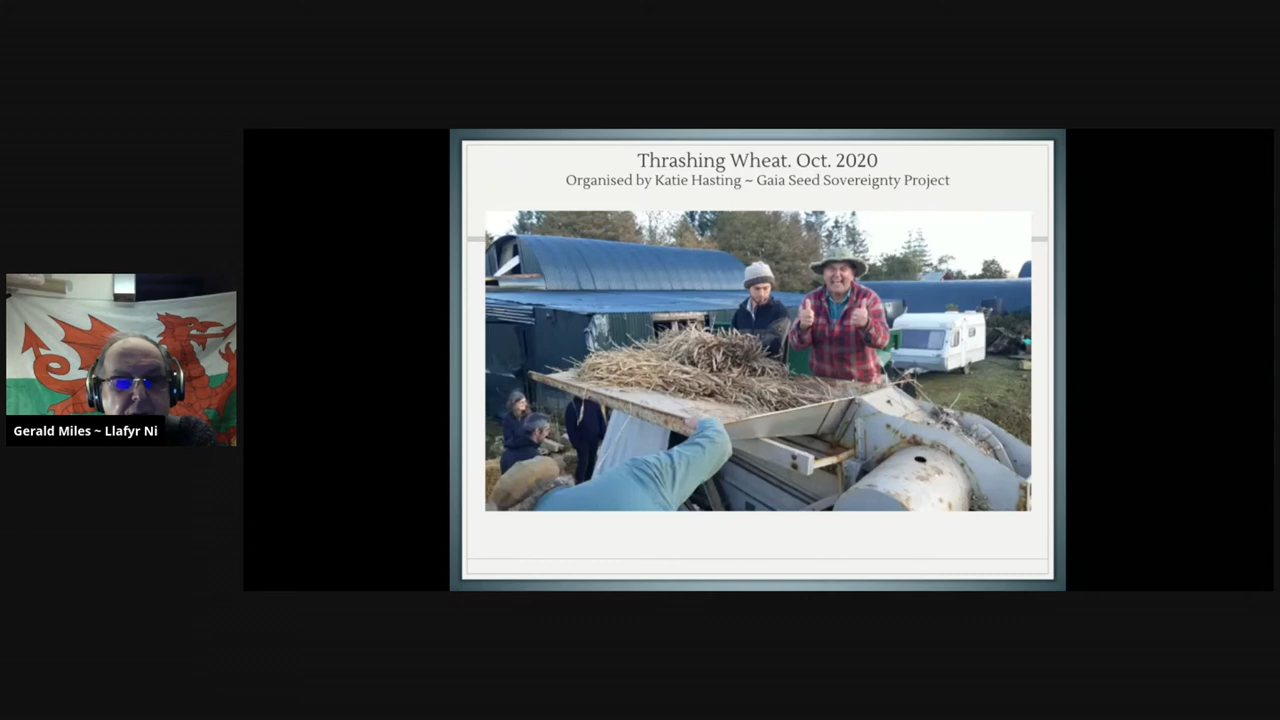 Thrashing Wheat. Oct. 2020
Organised by Katie Hasting ~ Gaia Seed Sovereignty Project
Gerald Miles ~ Llafyr Ni